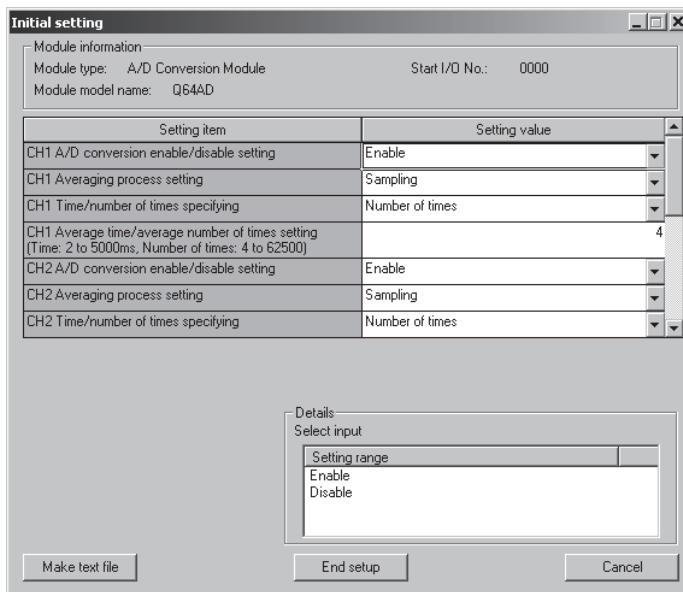 Initial setting
Module information
Module type: A/D Conversion Module Start I/O No.: 0000
Module model name: Q64AD
Setting item Setting value
CH1 A/D conversion enable/disable setting Enable
CH1 Averaging process setting Sampling
CH1 Time/number of times specifying Number of times
CH1 Average time/average number of times setting
(Time: 2 to 5000ms, Number of times: 4 to 62500) 4
CH2 A/D conversion enable/disable setting Enable
CH2 Averaging process setting Sampling
CH2 Time/number of times specifying Number of times
Details
Select input
Setting range
Enable
Disable
Make text file End setup Cancel